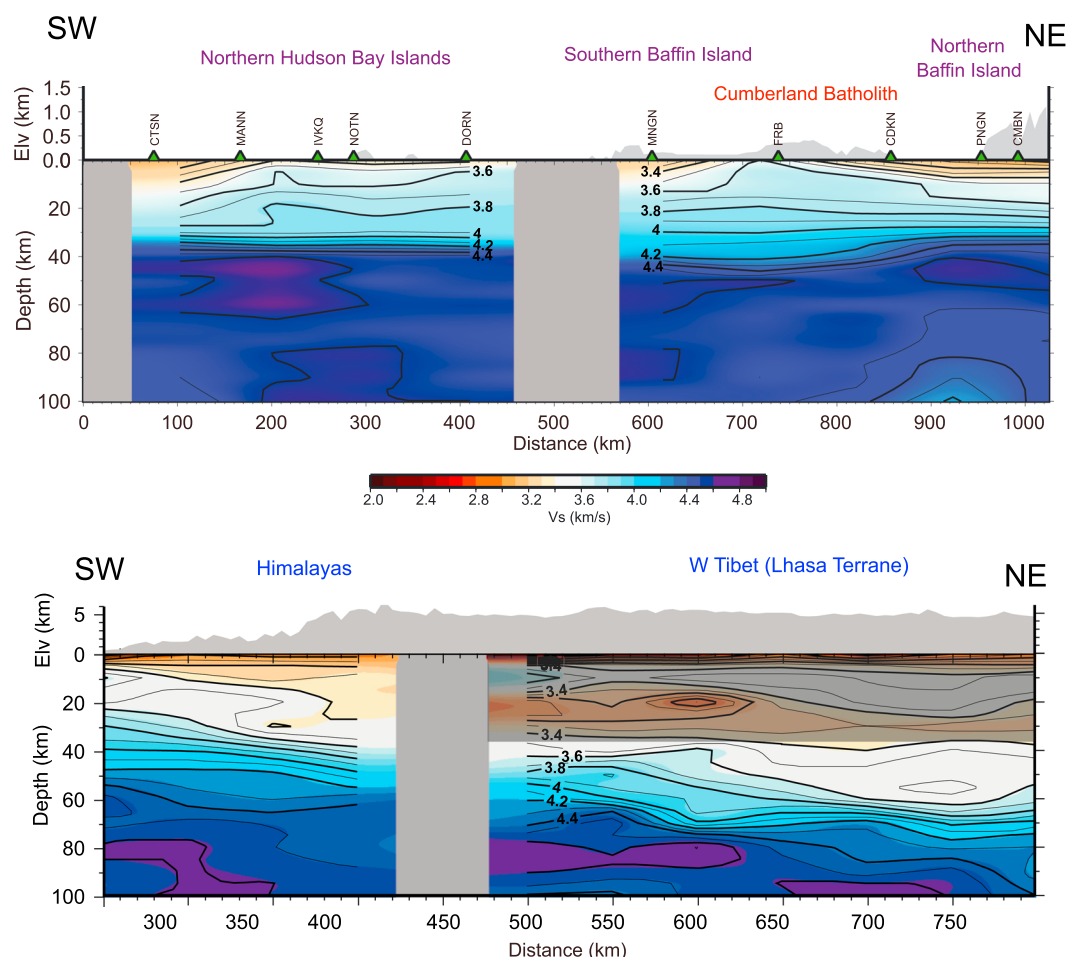 SW
NE
Northern Hudson Bay Islands
Southern Baffin Island
Northern
Baffin Island
Cumberland Batholith
Elv (km)
1.5
1.0
0.5
0.0
CTSN
MANN
IVKQ
NOTN
DORN
MNGN
FRB
CDKN
PNGN
CMBN
3.6
3.8
4
4.2
4.4
3.4
3.6
3.8
4
4.2
4.4
Depth (km)
20
40
60
80
100
0 100 200 300 400 500 600 700 800 900 1000
Distance (km)
2.0 2.4 2.8 3.2 3.6 4.0 4.4 4.8
Vs (km/s)
SW
NE
Himalayas
W Tibet (Lhasa Terrane)
Elv (km)
5
0
3.4
3.4
3.4
3.6
3.8
4
4.2
4.4
Depth (km)
20
40
60
80
100
300 350 400 450 500 550 600 650 700 750
Distance (km)